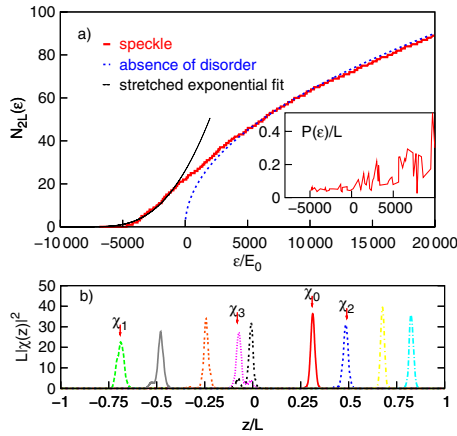 a)
speckle
absence of disorder
stretched exponential fit
N2L(ε)
100
80
60
40
20
0
P(ε)/L
0.4
0.2
0
-5000 0 5000
-10 000 -5000 0 5000 10 000 15 000 20 000
ε/E0
b)
L|χ(z)|²
50
40
30
20
10
0
χ1 χ3 χ0 χ2
-1 -0.75 -0.5 -0.25 0 0.25 0.5 0.75 1
z/L